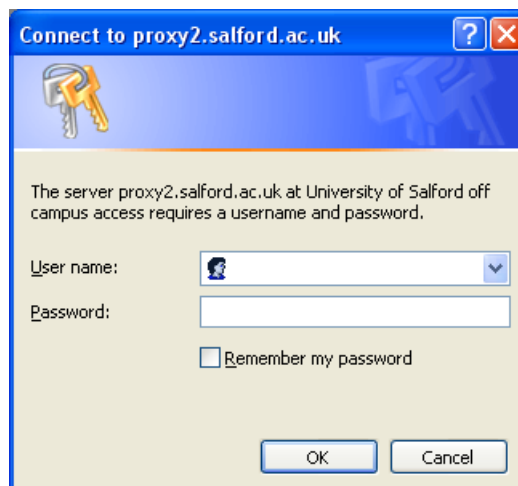 Connect to proxy2.salford.ac.uk
The server proxy2.salford.ac.uk at University of Salford off
campus access requires a username and password.
User name:
Password:
Remember my password
OK Cancel